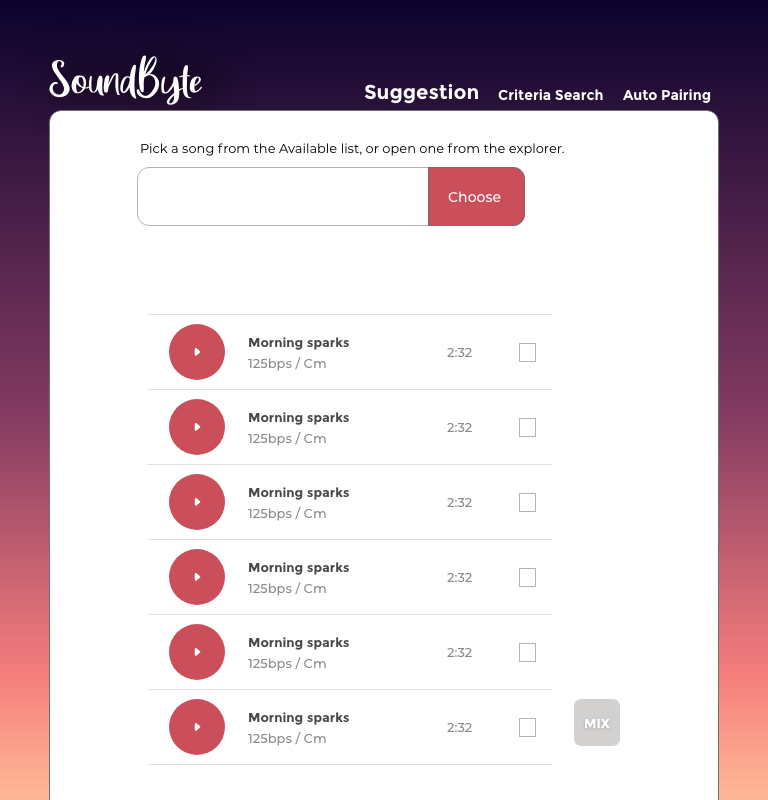 SoundByte
Suggestion Criteria Search Auto Pairing
Pick a song from the Available list, or open one from the explorer.
Choose
Morning sparks
125bps / Cm 2:32
Morning sparks
125bps / Cm 2:32
Morning sparks
125bps / Cm 2:32
Morning sparks
125bps / Cm 2:32
Morning sparks
125bps / Cm 2:32
Morning sparks
125bps / Cm 2:32
MIX